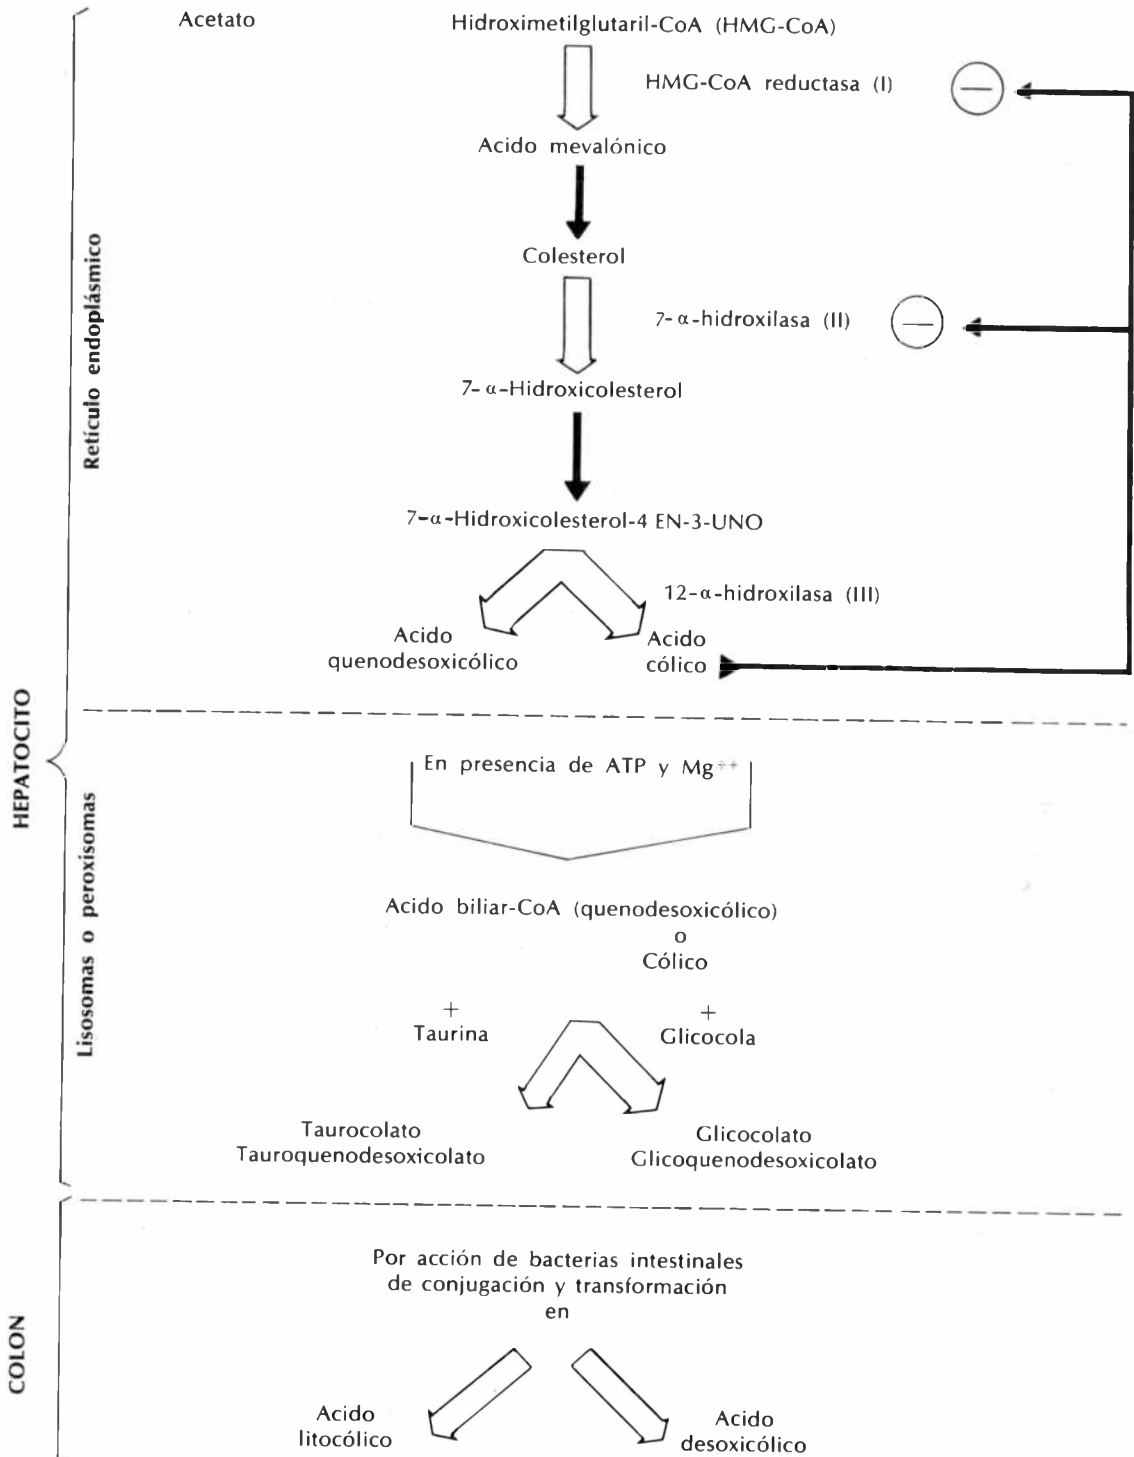 Acetato
Hidroximetilglutaril-CoA (HMG-CoA)
HMG-CoA reductasa (I)
—
Acido mevalónico
Colesterol
7-α-hidroxilasa (II)
—
7-α-Hidroxicolesterol
7-α-Hidroxicolesterol-4 EN-3-UNO
12-α-hidroxilasa (III)
Acido
quenodesoxicólico
Acido
cólico
Retículo endoplásmico
HEPATOCITO
En presencia de ATP y Mg++
Lisosomas o peroxisomas
Acido biliar-CoA (quenodesoxicólico)
o
Cólico
+
Taurina
+
Glicocola
Taurocolato
Tauroquenodesoxicolato
Glicocolato
Glicoquenodesoxicolato
COLON
Por acción de bacterias intestinales
de conjugación y transformación
en
Acido
litocólico
Acido
desoxicólico